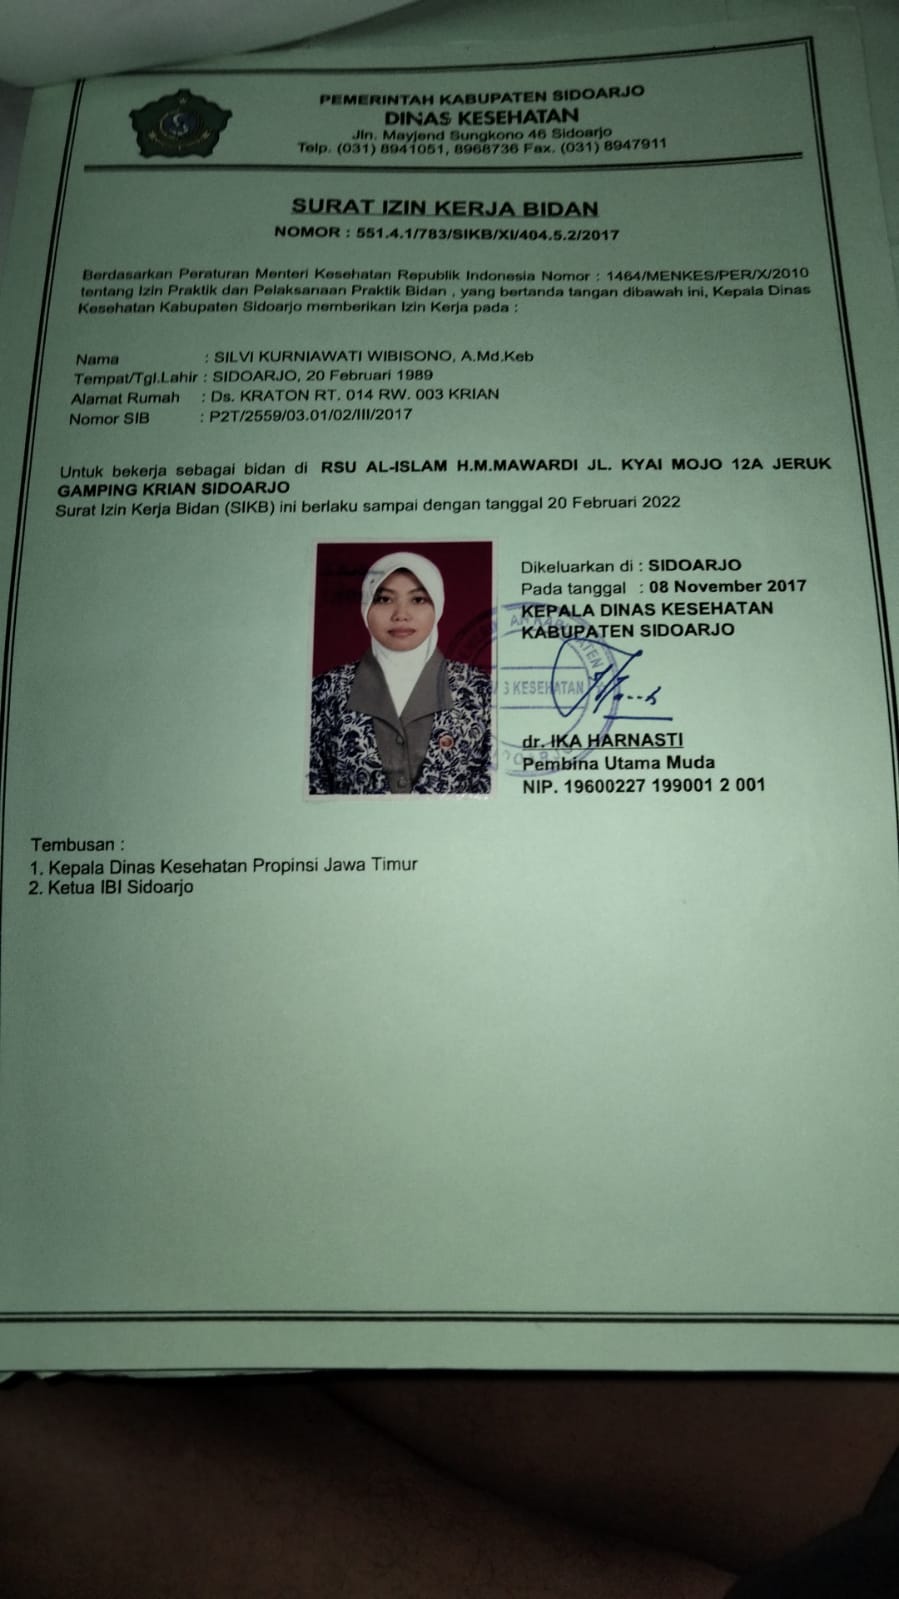 PEMERINTAH KABUPATEN SIDOARJO
DINAS KESEHATAN
Jln. Mayjend Sungkono 46 Sidoarjo
Telp. (031) 8941051, 8968736 Fax. (031) 8947911
SURAT IZIN KERJA BIDAN
NOMOR : 551.4.1/783/SIKB/XI/404.5.2/2017
Berdasarkan Peraturan Menteri Kesehatan Republik Indonesia Nomor : 1464/MENKES/PER/X/2010
tentang Izin Praktik dan Pelaksanaan Praktik Bidan , yang bertanda tangan dibawah ini, Kepala Dinas
Kesehatan Kabupaten Sidoarjo memberikan Izin Kerja pada :
Nama : SILVI KURNIAWATI WIBISONO, A.Md.Keb
Tempat/Tgl.Lahir : SIDOARJO, 20 Februari 1989
Alamat Rumah : Ds. KRATON RT. 014 RW. 003 KRIAN
Nomor SIB : P2T/2559/03.01/02/III/2017
Untuk bekerja sebagai bidan di RSU AL-ISLAM H.M.MAWARDI JL. KYAI MOJO 12A JERUK
GAMPING KRIAN SIDOARJO
Surat Izin Kerja Bidan (SIKB) ini berlaku sampai dengan tanggal 20 Februari 2022
Dikeluarkan di : SIDOARJO
Pada tanggal : 08 November 2017
KEPALA DINAS KESEHATAN
KABUPATEN SIDOARJO
KESEHATAN
dr. IKA HARNASTI
Pembina Utama Muda
NIP. 19600227 199001 2 001
Tembusan :
1. Kepala Dinas Kesehatan Propinsi Jawa Timur
2. Ketua IBI Sidoarjo